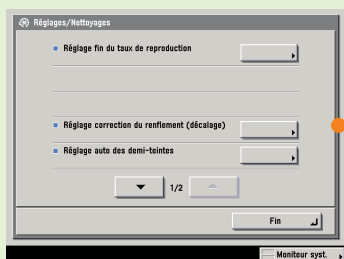 Réglages/Nettoyages
Réglage fin du taux de reproduction
Réglage correction du renflement (décalage)
Réglage auto des demi-teintes
1/2
Fin
Moniteur syst.